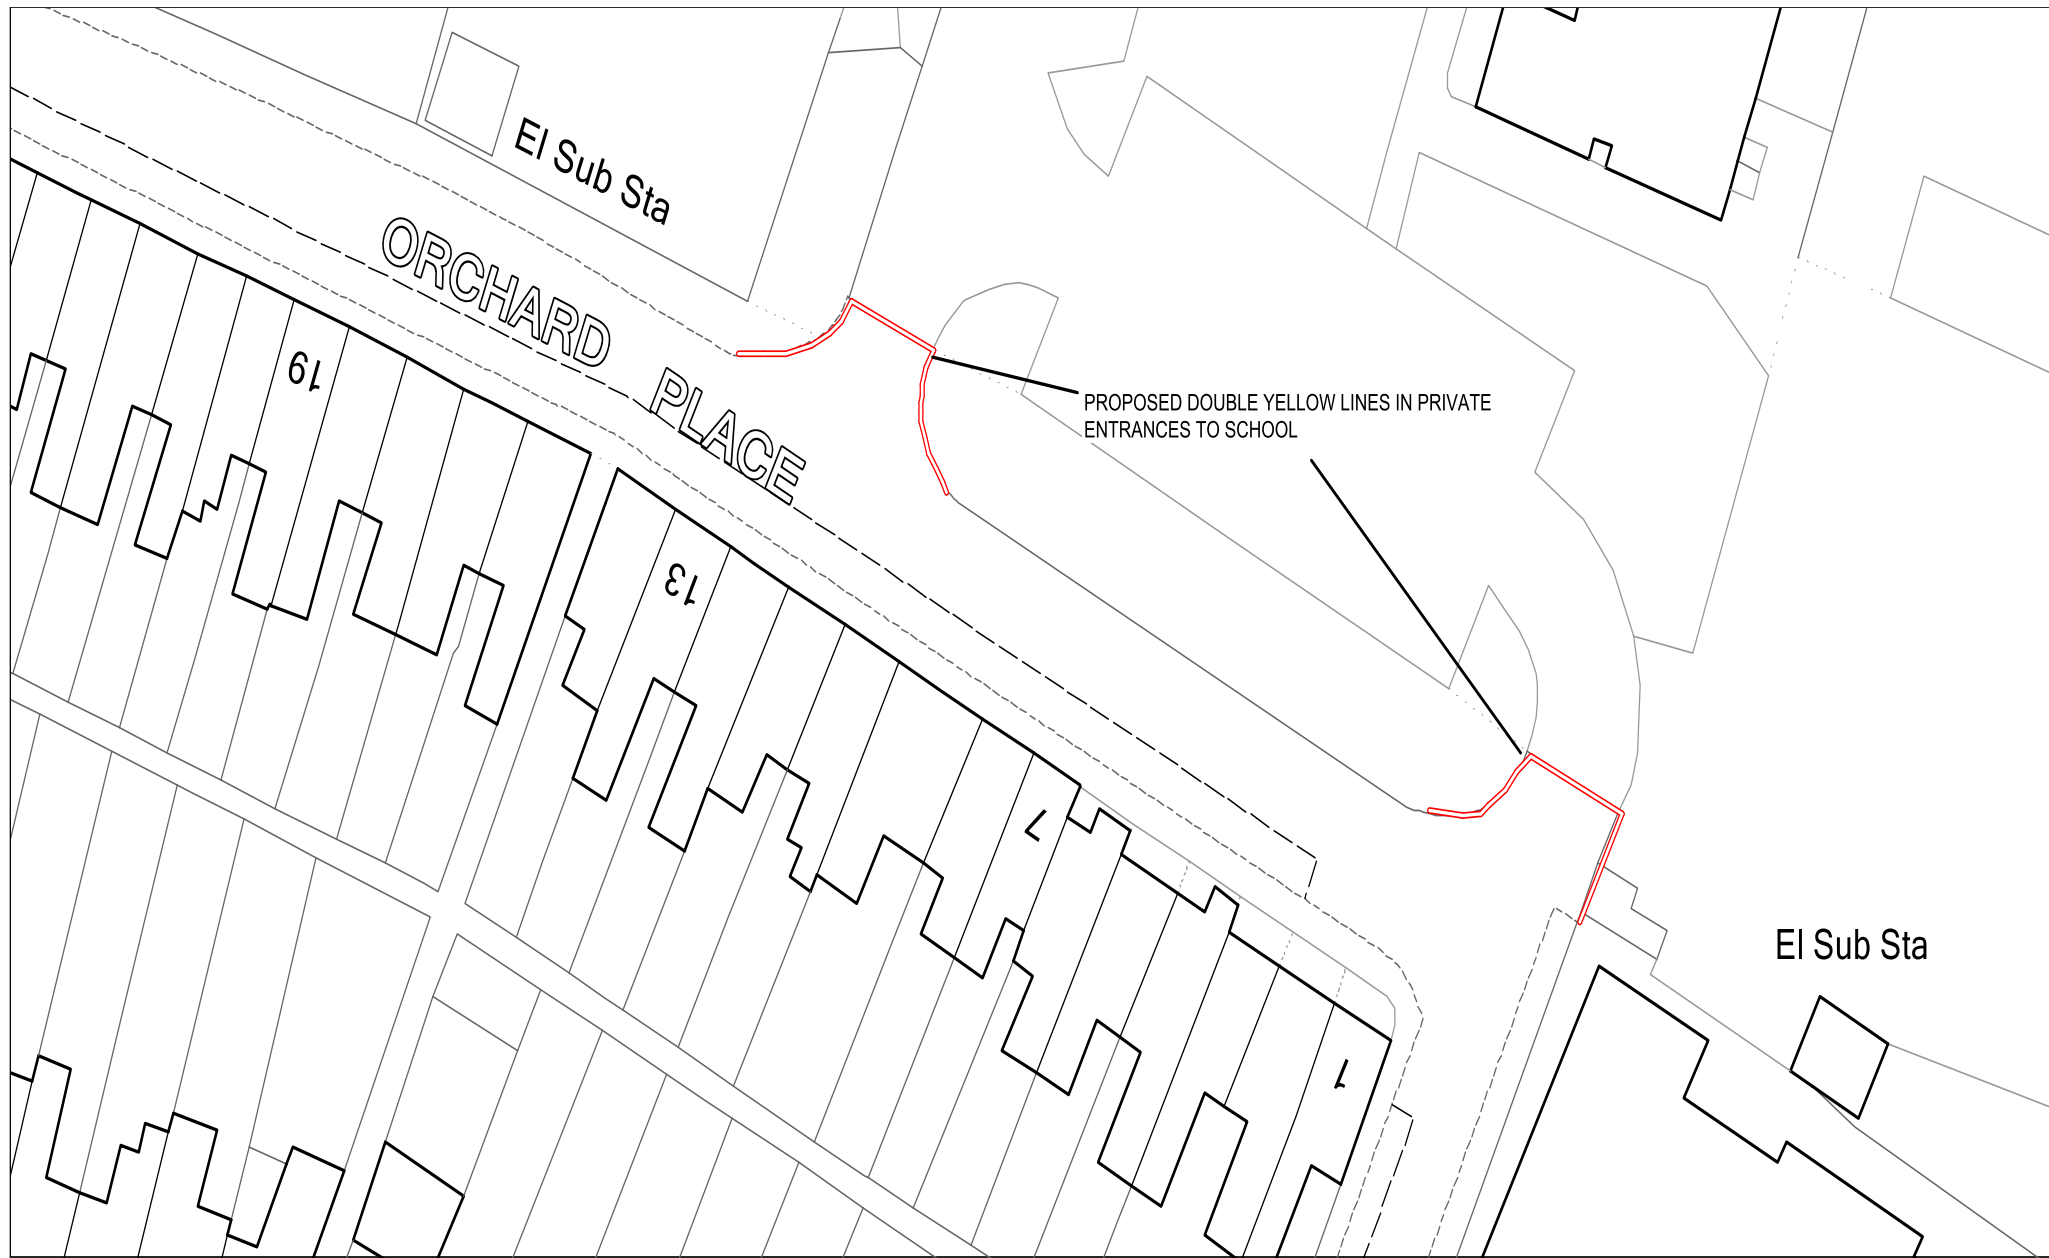 El Sub Sta
ORCHARD PLACE
19
PROPOSED DOUBLE YELLOW LINES IN PRIVATE
ENTRANCES TO SCHOOL
13
7
El Sub Sta
1